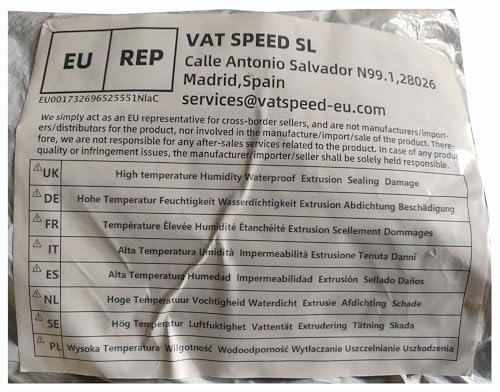 EU REP VAT SPEED SL
Calle Antonio Salvador N99.1,28026
Madrid,Spain
EU001732696525551NIaC services@vatspeed-eu.com
We simply act as an EU representative for cross-border sellers, and are not manufacturers/import-
ers/distributors for the product, nor involved in the manufacture/import/sale of the product. There-
fore, we are not responsible for any after-sales services related to the product. In case of any produc
quality or infringement issues, the manufacturer/importer/seller shall be solely held responsible.
⚠UK High temperature Humidity Waterproof Extrusion Sealing Damage
⚠DE Hohe Temperatur Feuchtigkeit Wasserdichtigkeit Extrusion Abdichtung Beschädigung
⚠FR Température Élevée Humidité Étanchéité Extrusion Scellement Dommages
⚠IT Alta Temperatura Umidità Impermeabilità Estrusione Tenuta Danni
⚠ES Alta Temperatura Humedad Impermeabilidad Extrusión Sellado Daños
⚠NL Hoge Temperatuur Vochtigheid Waterdicht Extrusie Afdichting Schade
⚠SE Hög Temperatur Luftfuktighet Vattentät Extrudering Tätning Skada
⚠PL Wysoka Temperatura Wilgotność Wodoodporność Wytłaczanie Uszczelnianie Uszkodzenia